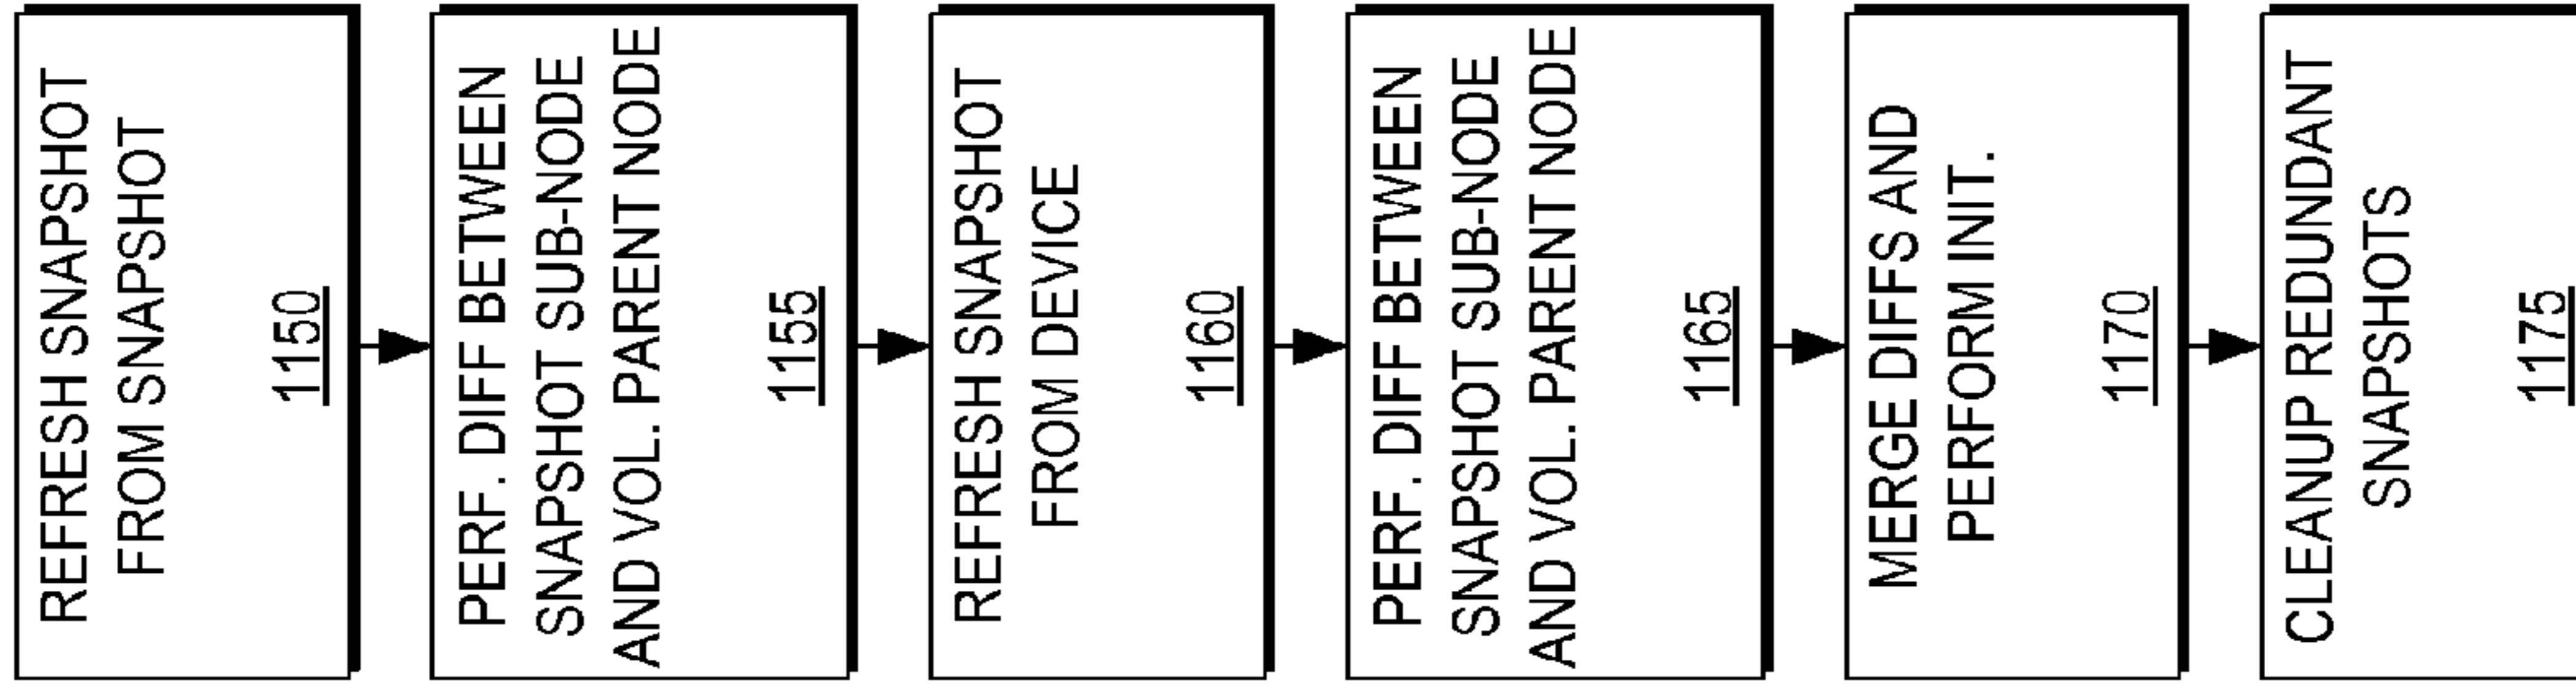 REFRESH SNAPSHOT
FROM SNAPSHOT
1150
PERF. DIFF BETWEEN
SNAPSHOT SUB-NODE
AND VOL. PARENT NODE
1155
REFRESH SNAPSHOT
FROM DEVICE
1160
PERF. DIFF BETWEEN
SNAPSHOT SUB-NODE
AND VOL. PARENT NODE
1165
MERGE DIFFS AND
PERFORM INIT.
1170
CLEANUP REDUNDANT
SNAPSHOTS
1175